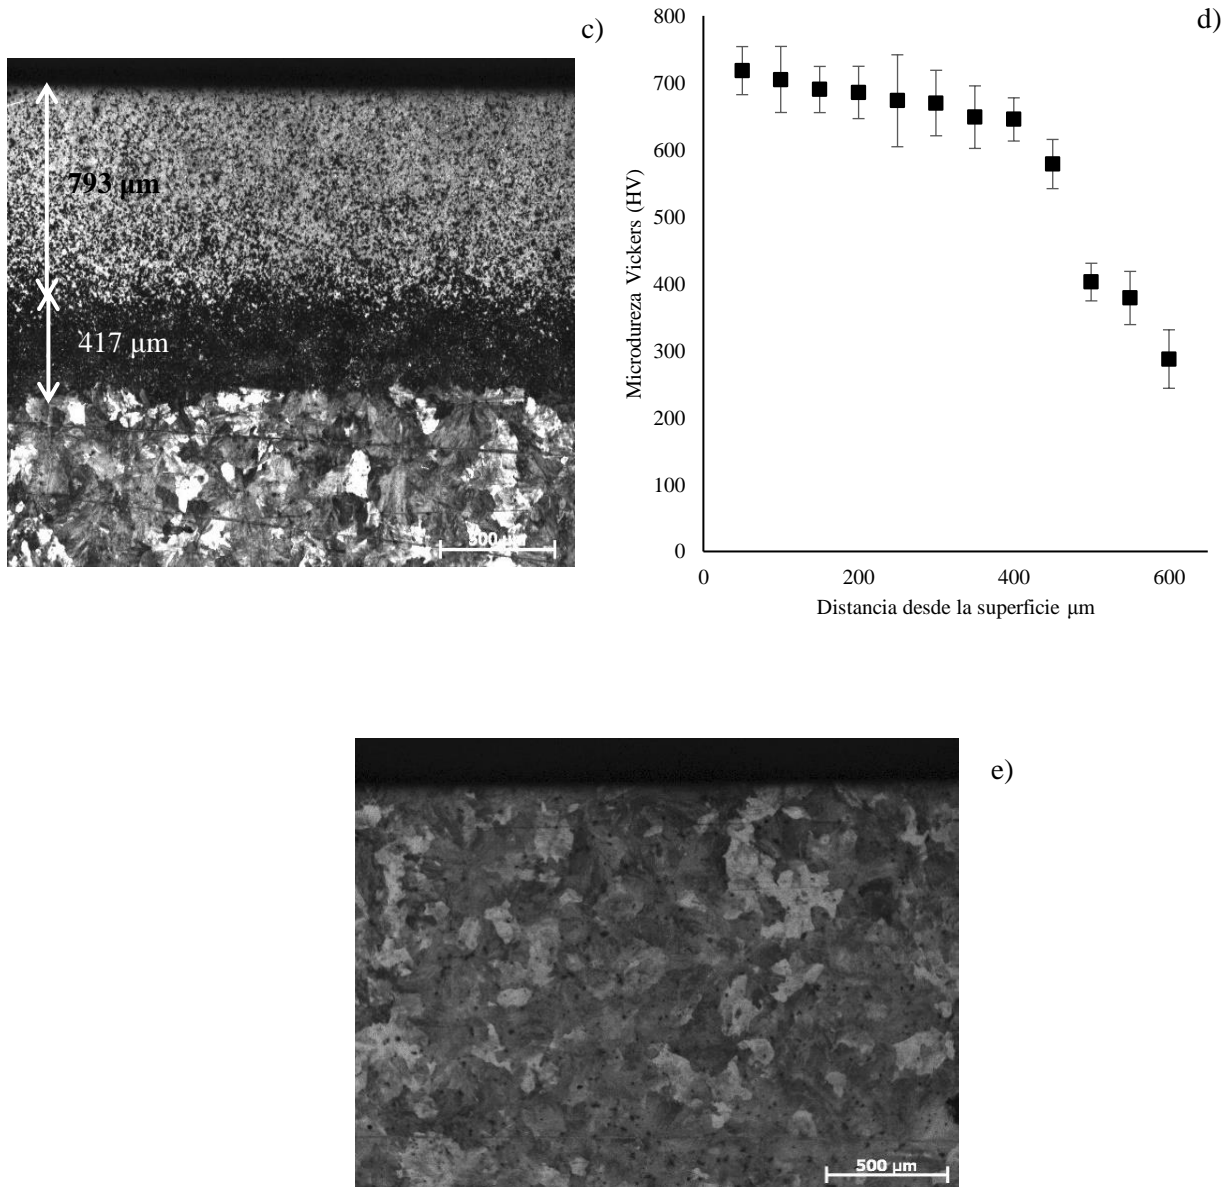 c)
793 µm
417 µm
500 µm
d)
Microdureza Vickers (HV)
800
700
600
500
400
300
200
100
0
0
200
400
600
Distancia desde la superficie µm
e)
500 µm